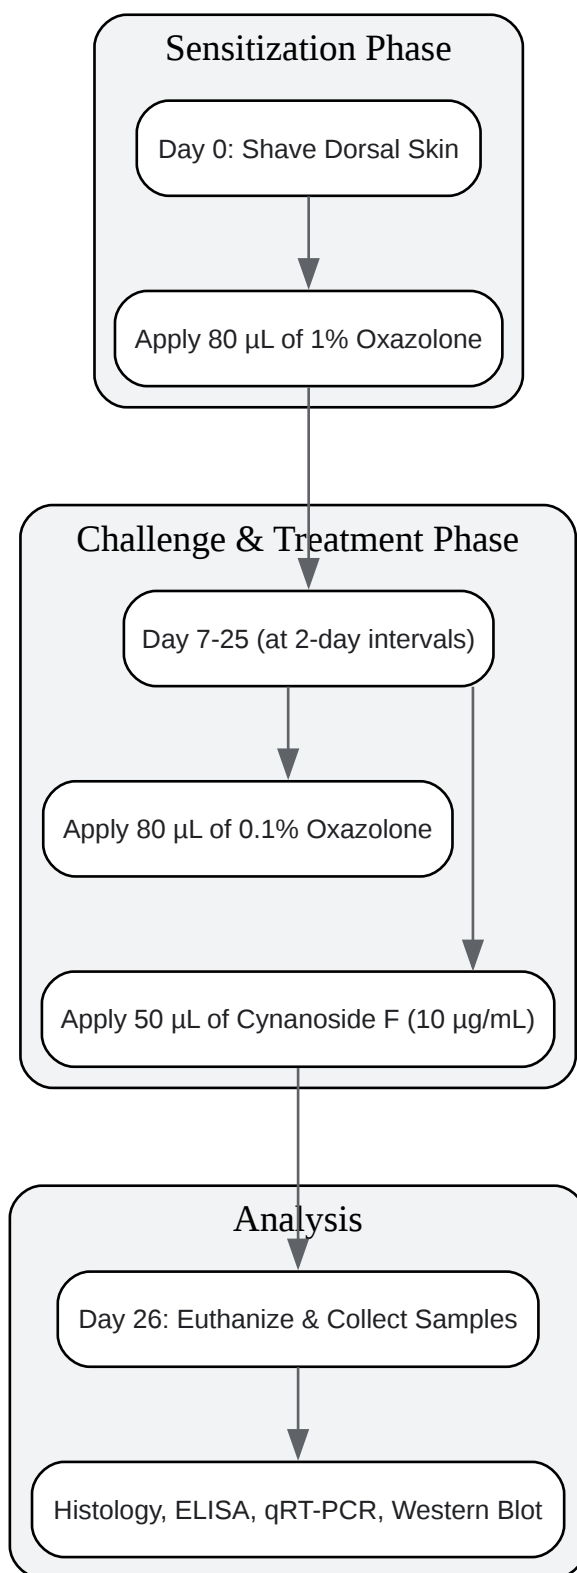 Sensitization Phase
Day 0: Shave Dorsal Skin
Apply 80 µL of 1% Oxazolone
Challenge & Treatment Phase
Day 7-25 (at 2-day intervals)
Apply 80 µL of 0.1% Oxazolone
Apply 50 µL of Cynanoside F (10 µg/mL)
Analysis
Day 26: Euthanize & Collect Samples
Histology, ELISA, qRT-PCR, Western Blot